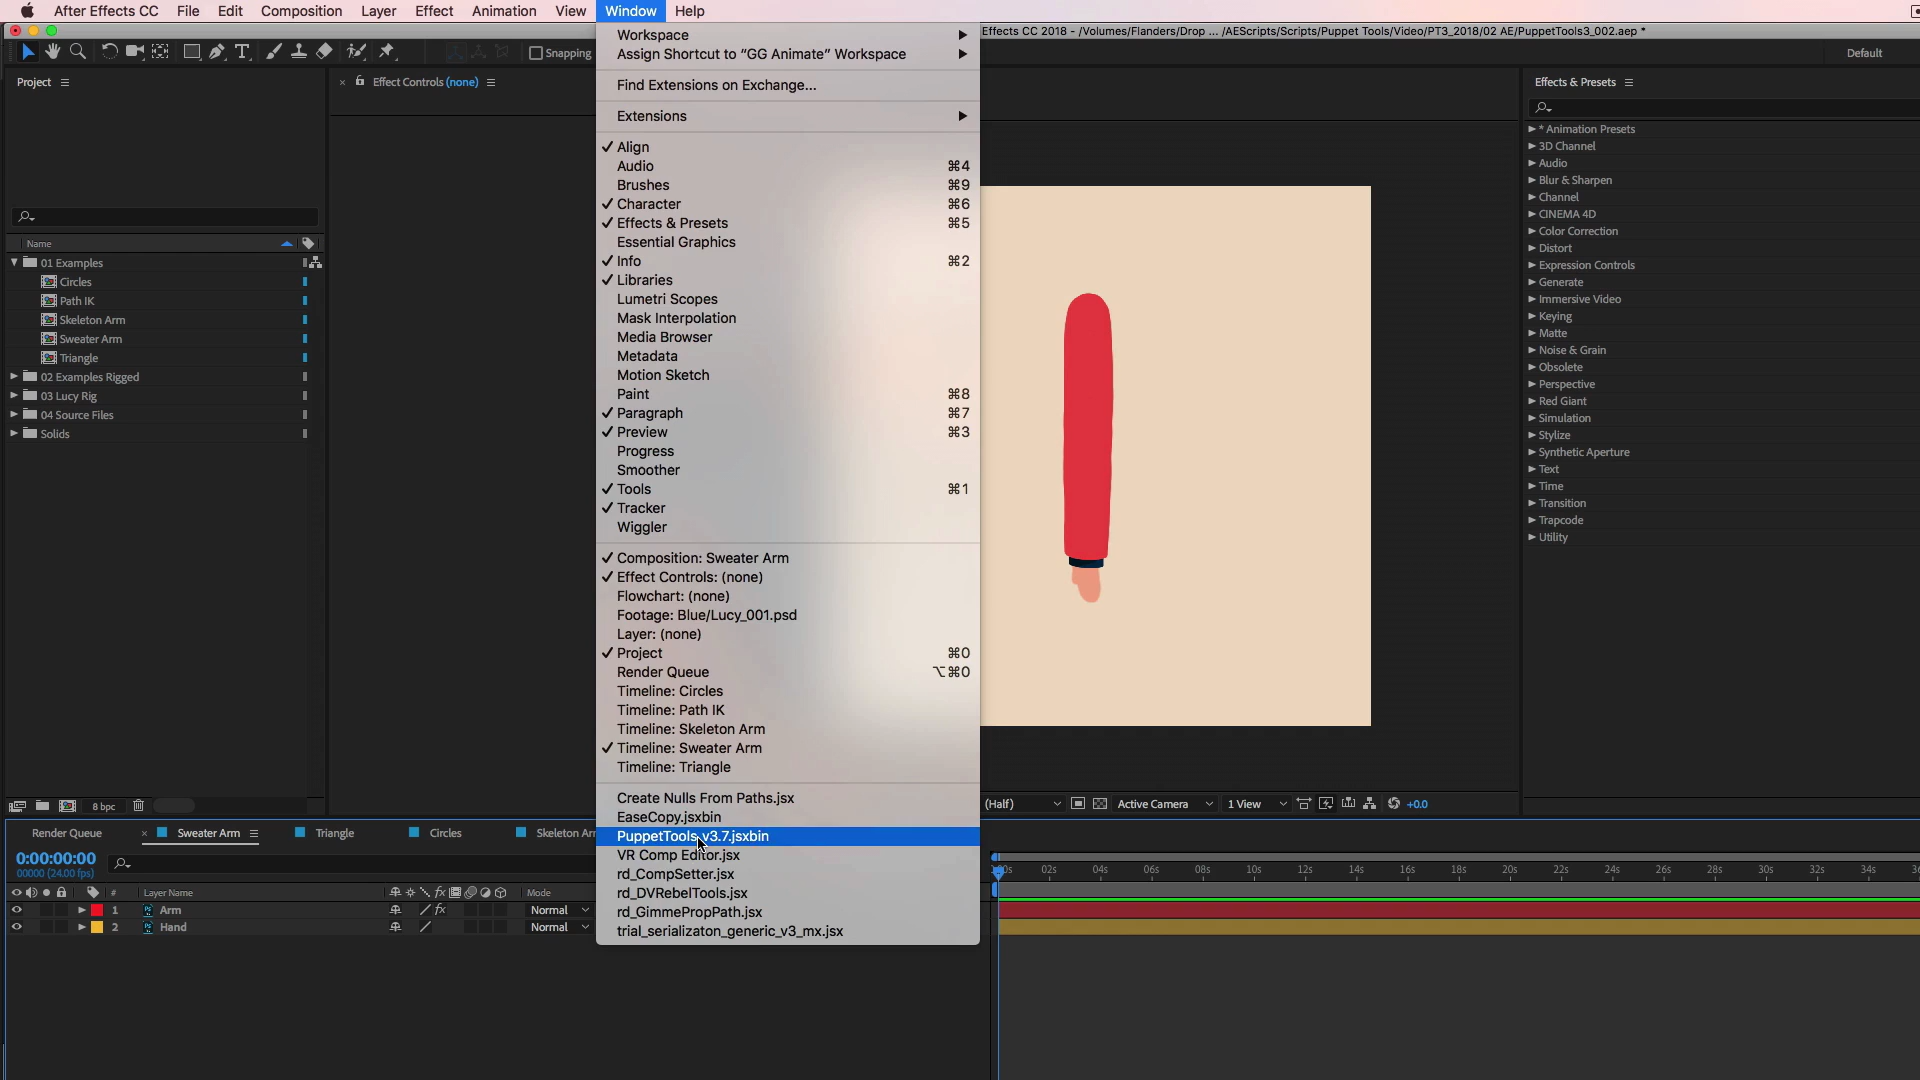 After Effects CC File Edit Composition Layer Effect Animation View Window Help
Effects CC 2018 - /Volumes/Flanders/Drop ... /AEScripts/Scripts/Puppet Tools/Video/PT3_2018/02 AE/PuppetTools3_002.aep *
Snapping
Default
Project
Effect Controls (none)
Name
01 Examples
Circles
Path IK
Skeleton Arm
Sweater Arm
Triangle
02 Examples Rigged
03 Lucy Rig
04 Source Files
Solids
8 bpc
Workspace
Assign Shortcut to “GG Animate” Workspace
Find Extensions on Exchange...
Extensions
✓ Align
Audio ⌘4
Brushes ⌘9
✓ Character ⌘6
✓ Effects & Presets ⌘5
Essential Graphics
✓ Info ⌘2
✓ Libraries
Lumetri Scopes
Mask Interpolation
Media Browser
Metadata
Motion Sketch
Paint ⌘8
✓ Paragraph ⌘7
✓ Preview ⌘3
Progress
Smoother
✓ Tools ⌘1
✓ Tracker
Wiggler
✓ Composition: Sweater Arm
✓ Effect Controls: (none)
Flowchart: (none)
Footage: Blue/Lucy_001.psd
Layer: (none)
✓ Project ⌘0
Render Queue ⌥⌘0
Timeline: Circles
Timeline: Path IK
Timeline: Skeleton Arm
✓ Timeline: Sweater Arm
Timeline: Triangle
Create Nulls From Paths.jsx
EaseCopy.jsxbin
PuppetTools_v3.7.jsxbin
VR Comp Editor.jsx
rd_CompSetter.jsx
rd_DVRebelTools.jsx
rd_GimmePropPath.jsx
trial_serializaton_generic_v3_mx.jsx
Effects & Presets
* Animation Presets
3D Channel
Audio
Blur & Sharpen
Channel
CINEMA 4D
Color Correction
Distort
Expression Controls
Generate
Immersive Video
Keying
Matte
Noise & Grain
Obsolete
Perspective
Red Giant
Simulation
Stylize
Synthetic Aperture
Text
Time
Transition
Trapcode
Utility
(Half) Active Camera 1 View +0.0
Render Queue Sweater Arm Triangle Circles Skeleton Arm
0:00:00:00
00000 (24.00 fps)
# Layer Name fx Mode
1 Arm fx Normal
2 Hand Normal
02s 04s 06s 08s 10s 12s 14s 16s 18s 20s 22s 24s 26s 28s 30s 32s 34s